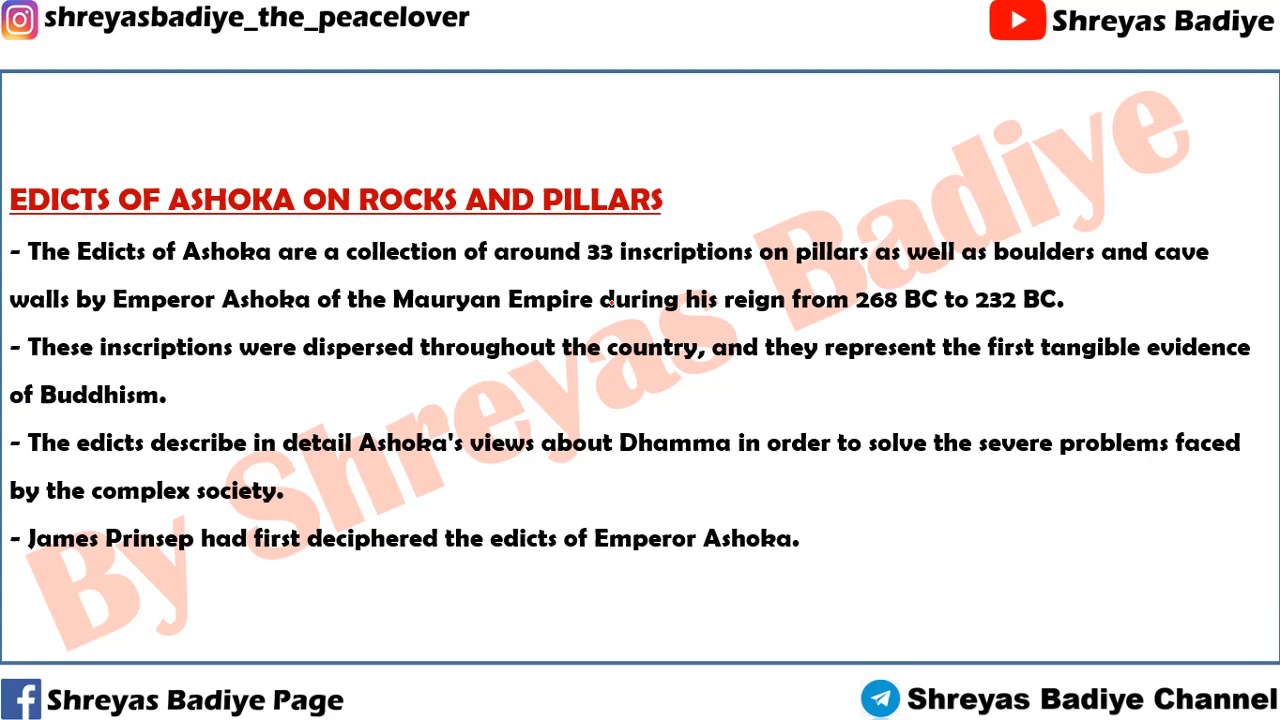 shreyasbadiye_the_peacelover
Shreyas Badiye
EDICTS OF ASHOKA ON ROCKS AND PILLARS
- The Edicts of Ashoka are a collection of around 33 inscriptions on pillars as well as boulders and cave
walls by Emperor Ashoka of the Mauryan Empire during his reign from 268 BC to 232 BC.
- These inscriptions were dispersed throughout the country, and they represent the first tangible evidence
of Buddhism.
- The edicts describe in detail Ashoka's views about Dhamma in order to solve the severe problems faced
by the complex society.
- James Prinsep had first deciphered the edicts of Emperor Ashoka.
By Shreyas Badiye
Shreyas Badiye Page
Shreyas Badiye Channel